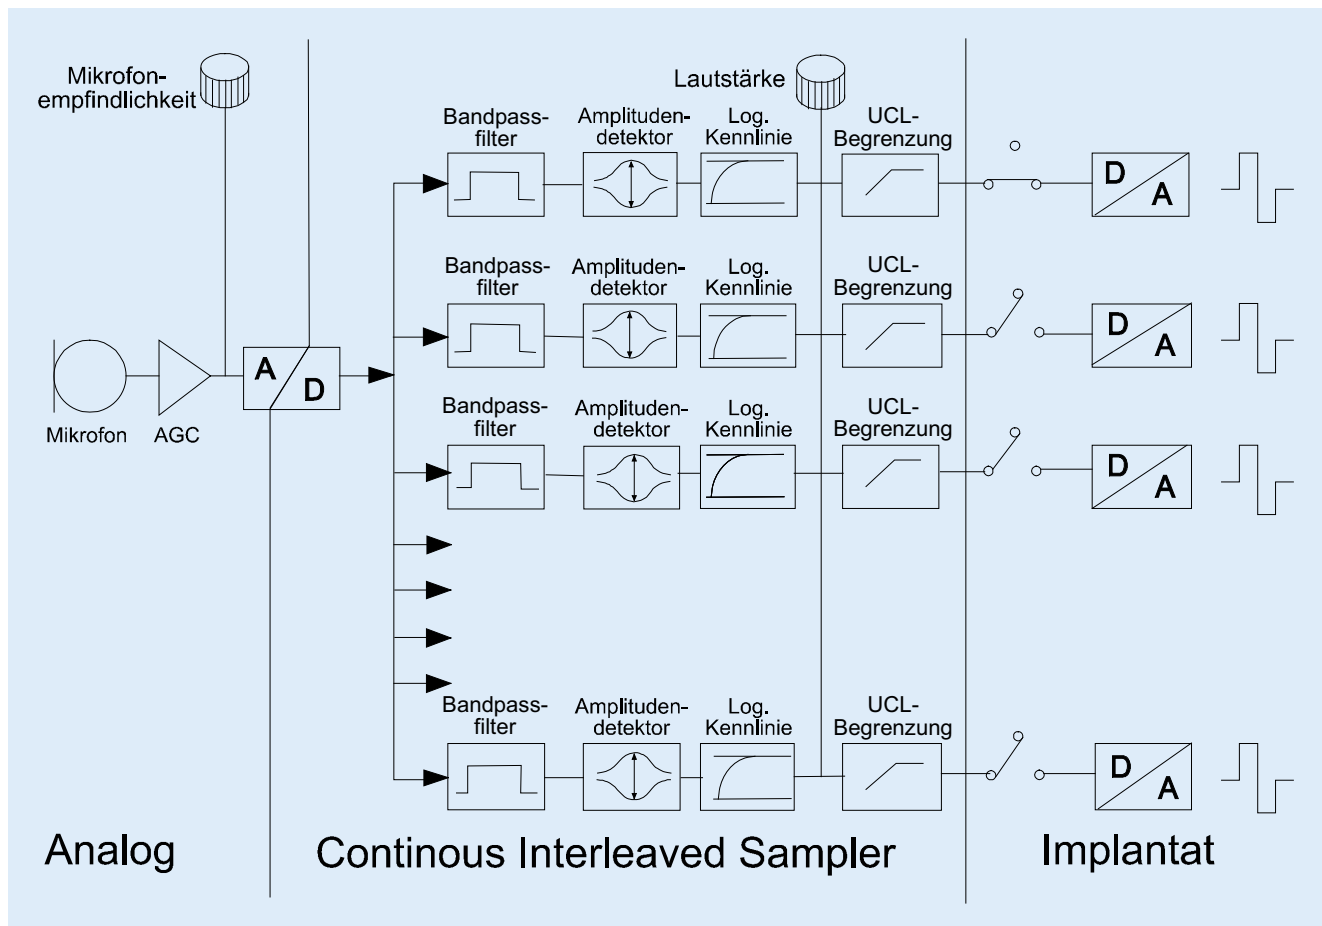 Mikrofon-
empfindlichkeit
Lautstärke
Bandpass-
filter
Amplituden-
detektor
Log.
Kennlinie
UCL-
Begrenzung
D
A
Bandpass-
filter
Amplituden-
detektor
Log.
Kennlinie
UCL-
Begrenzung
D
A
A
D
Mikrofon
AGC
Bandpass-
filter
Amplituden-
detektor
Log.
Kennlinie
UCL-
Begrenzung
D
A
Bandpass-
filter
Amplituden-
detektor
Log.
Kennlinie
UCL-
Begrenzung
D
A
Analog
Continous Interleaved Sampler
Implantat